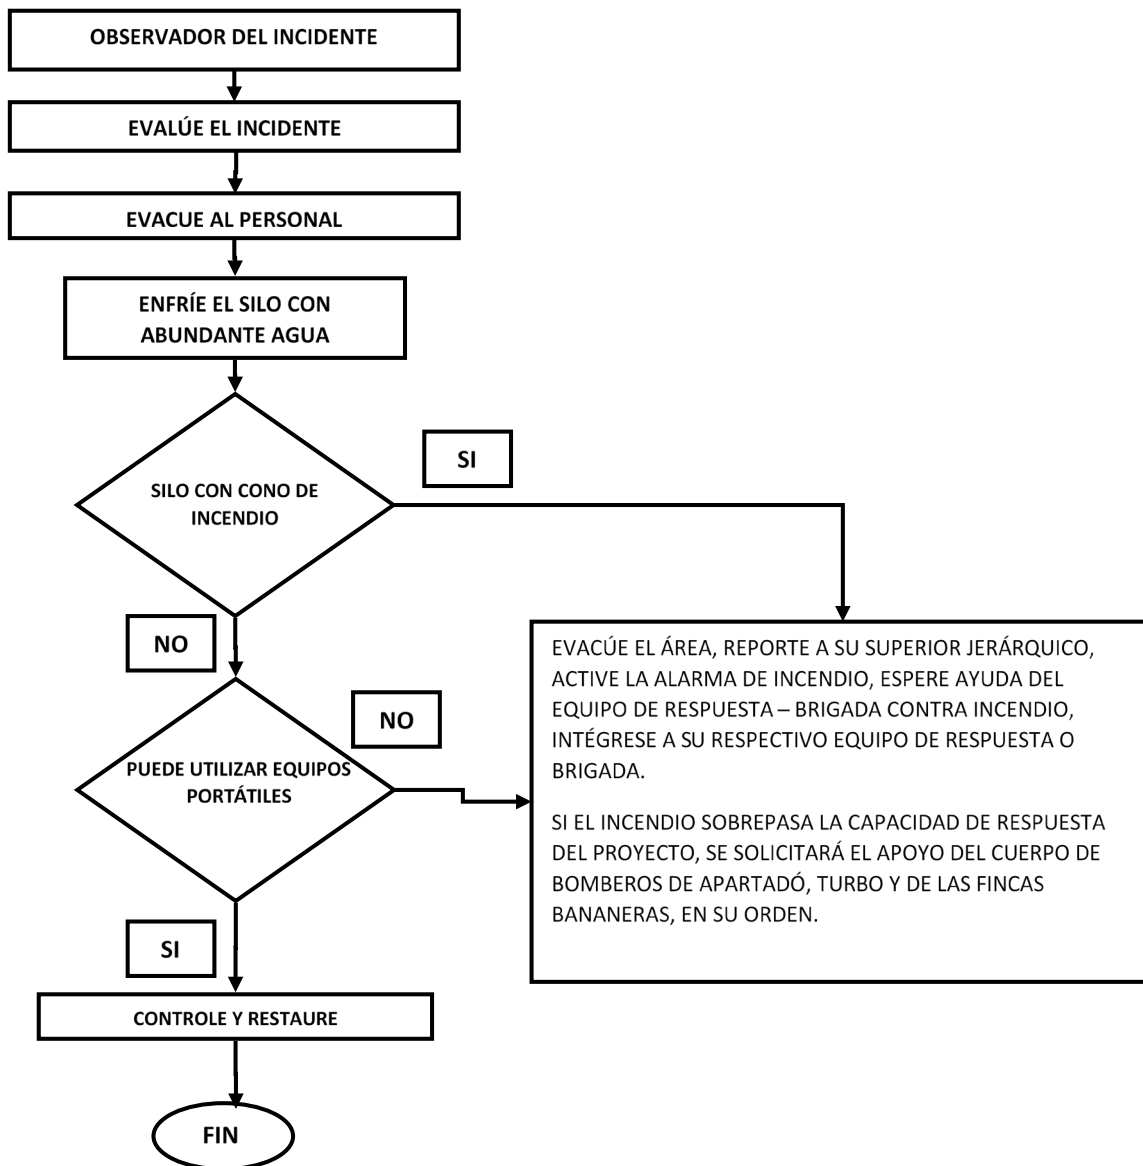 OBSERVADOR DEL INCIDENTE
EVALÚE EL INCIDENTE
EVACUE AL PERSONAL
ENFRÍE EL SILO CON
ABUNDANTE AGUA
SI
SILO CON CONO DE
INCENDIO
NO
NO
PUEDE UTILIZAR EQUIPOS
PORTÁTILES
EVACÚE EL ÁREA, REPORTE A SU SUPERIOR JERÁRQUICO,
ACTIVE LA ALARMA DE INCENDIO, ESPERE AYUDA DEL
EQUIPO DE RESPUESTA – BRIGADA CONTRA INCENDIO,
INTÉGRESE A SU RESPECTIVO EQUIPO DE RESPUESTA O
BRIGADA.
SI EL INCENDIO SOBREPASA LA CAPACIDAD DE RESPUESTA
DEL PROYECTO, SE SOLICITARÁ EL APOYO DEL CUERPO DE
BOMBEROS DE APARTADÓ, TURBO Y DE LAS FINCAS
BANANERAS, EN SU ORDEN.
SI
CONTROLE Y RESTAURE
FIN